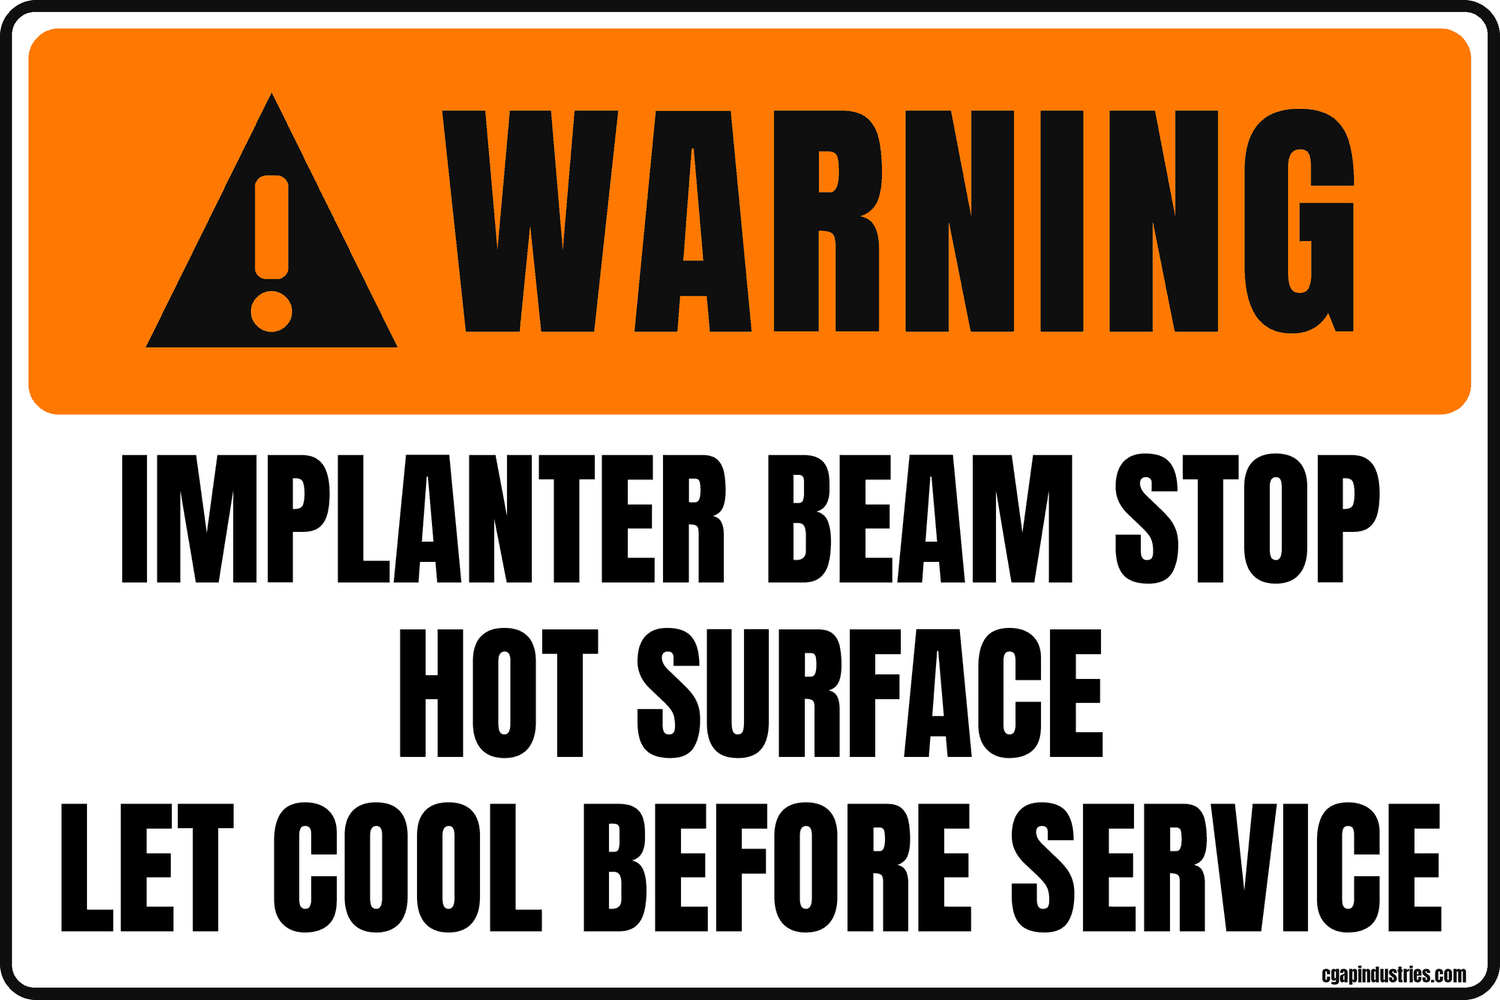 WARNING
IMPLANTER BEAM STOP
HOT SURFACE
LET COOL BEFORE SERVICE
cgapindustries.com